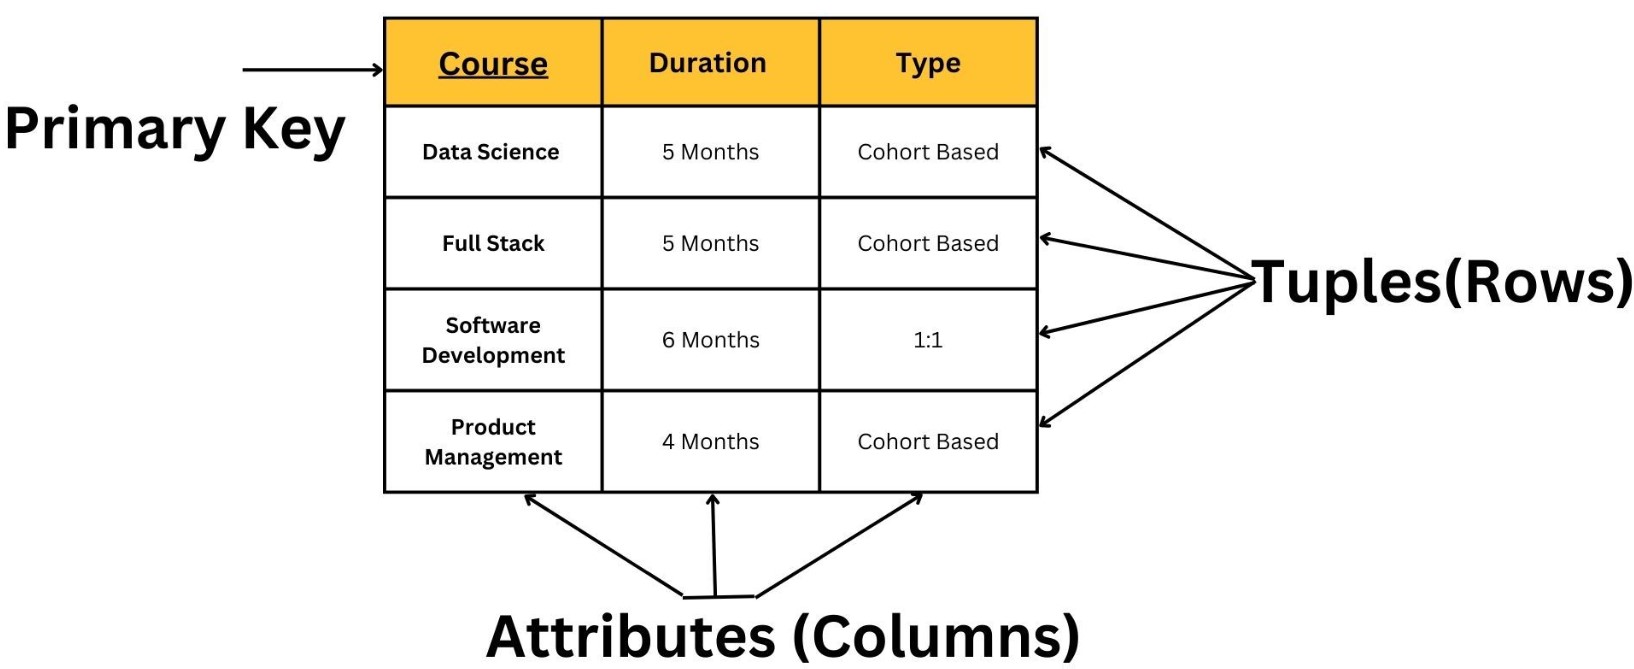 Course Duration Type
Primary Key
Data Science 5 Months Cohort Based
Full Stack 5 Months Cohort Based
Tuples(Rows)
Software
Development 6 Months 1:1
Product
Management 4 Months Cohort Based
Attributes (Columns)